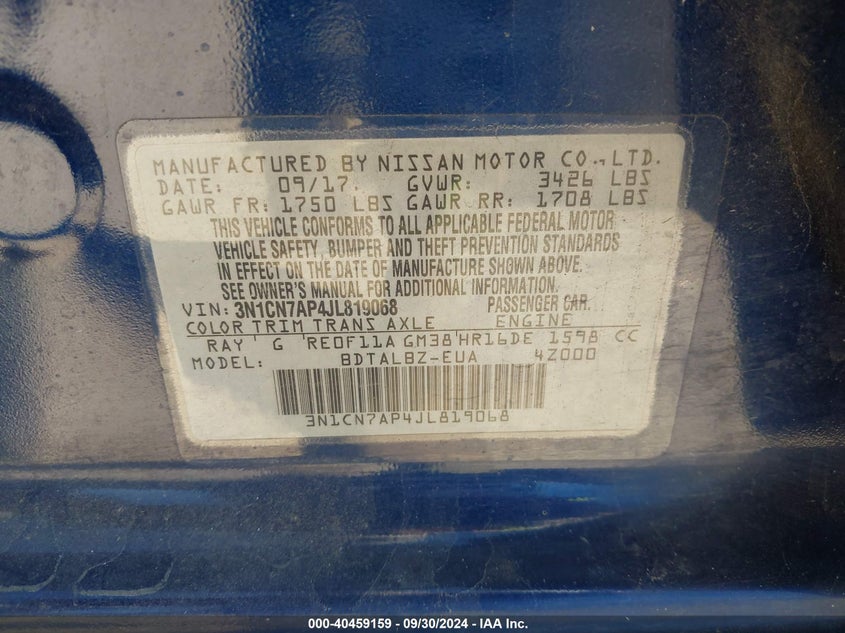 MANUFACTURED BY NISSAN MOTOR CO., LTD.
DATE: 09/17 GVWR: 3426 LBS
GAWR FR: 1750 LBS GAWR RR: 1708 LBS
THIS VEHICLE CONFORMS TO ALL APPLICABLE FEDERAL MOTOR
VEHICLE SAFETY, BUMPER AND THEFT PREVENTION STANDARDS
IN EFFECT ON THE DATE OF MANUFACTURE SHOWN ABOVE.
SEE OWNER'S MANUAL FOR ADDITIONAL INFORMATION.
VIN: 3N1CN7AP4JL819068 PASSENGER CAR.
COLOR TRIM TRANS AXLE ENGINE
RAY' G 'RE0F11A GM38'HR16DE 1598 CC
MODEL: BDTALBZ-EUA 4Z000
3N1CN7AP4JL819068
000-40459159 - 09/30/2024 - IAA Inc.